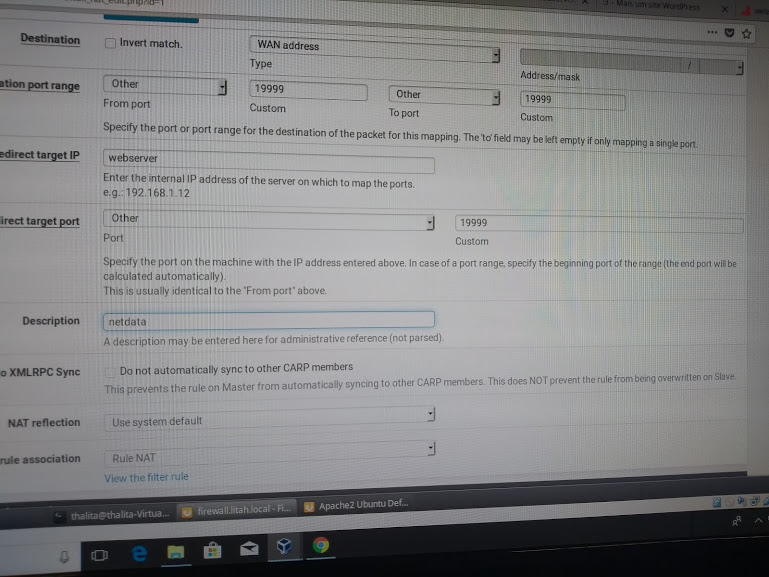 _nat_edit.php?id=1
- Mais um site WordPress
Destination
Invert match.
WAN address
/
Type
Address/mask
ation port range
Other
19999
Other
19999
From port
Custom
To port
Custom
Specify the port or port range for the destination of the packet for this mapping. The 'to' field may be left empty if only mapping a single port.
edirect target IP
webserver
Enter the internal IP address of the server on which to map the ports.
e.g.: 192.168.1.12
irect target port
Other
19999
Port
Custom
Specify the port on the machine with the IP address entered above. In case of a port range, specify the beginning port of the range (the end port will be
calculated automatically).
This is usually identical to the "From port" above.
Description
netdata
A description may be entered here for administrative reference (not parsed).
o XMLRPC Sync
Do not automatically sync to other CARP members
This prevents the rule on Master from automatically syncing to other CARP members. This does NOT prevent the rule from being overwritten on Slave.
NAT reflection
Use system default
rule association
Rule NAT
View the filter rule
thalita@thalita-Virtua...
firewall.litah.local - Fi...
Apache2 Ubuntu Def...